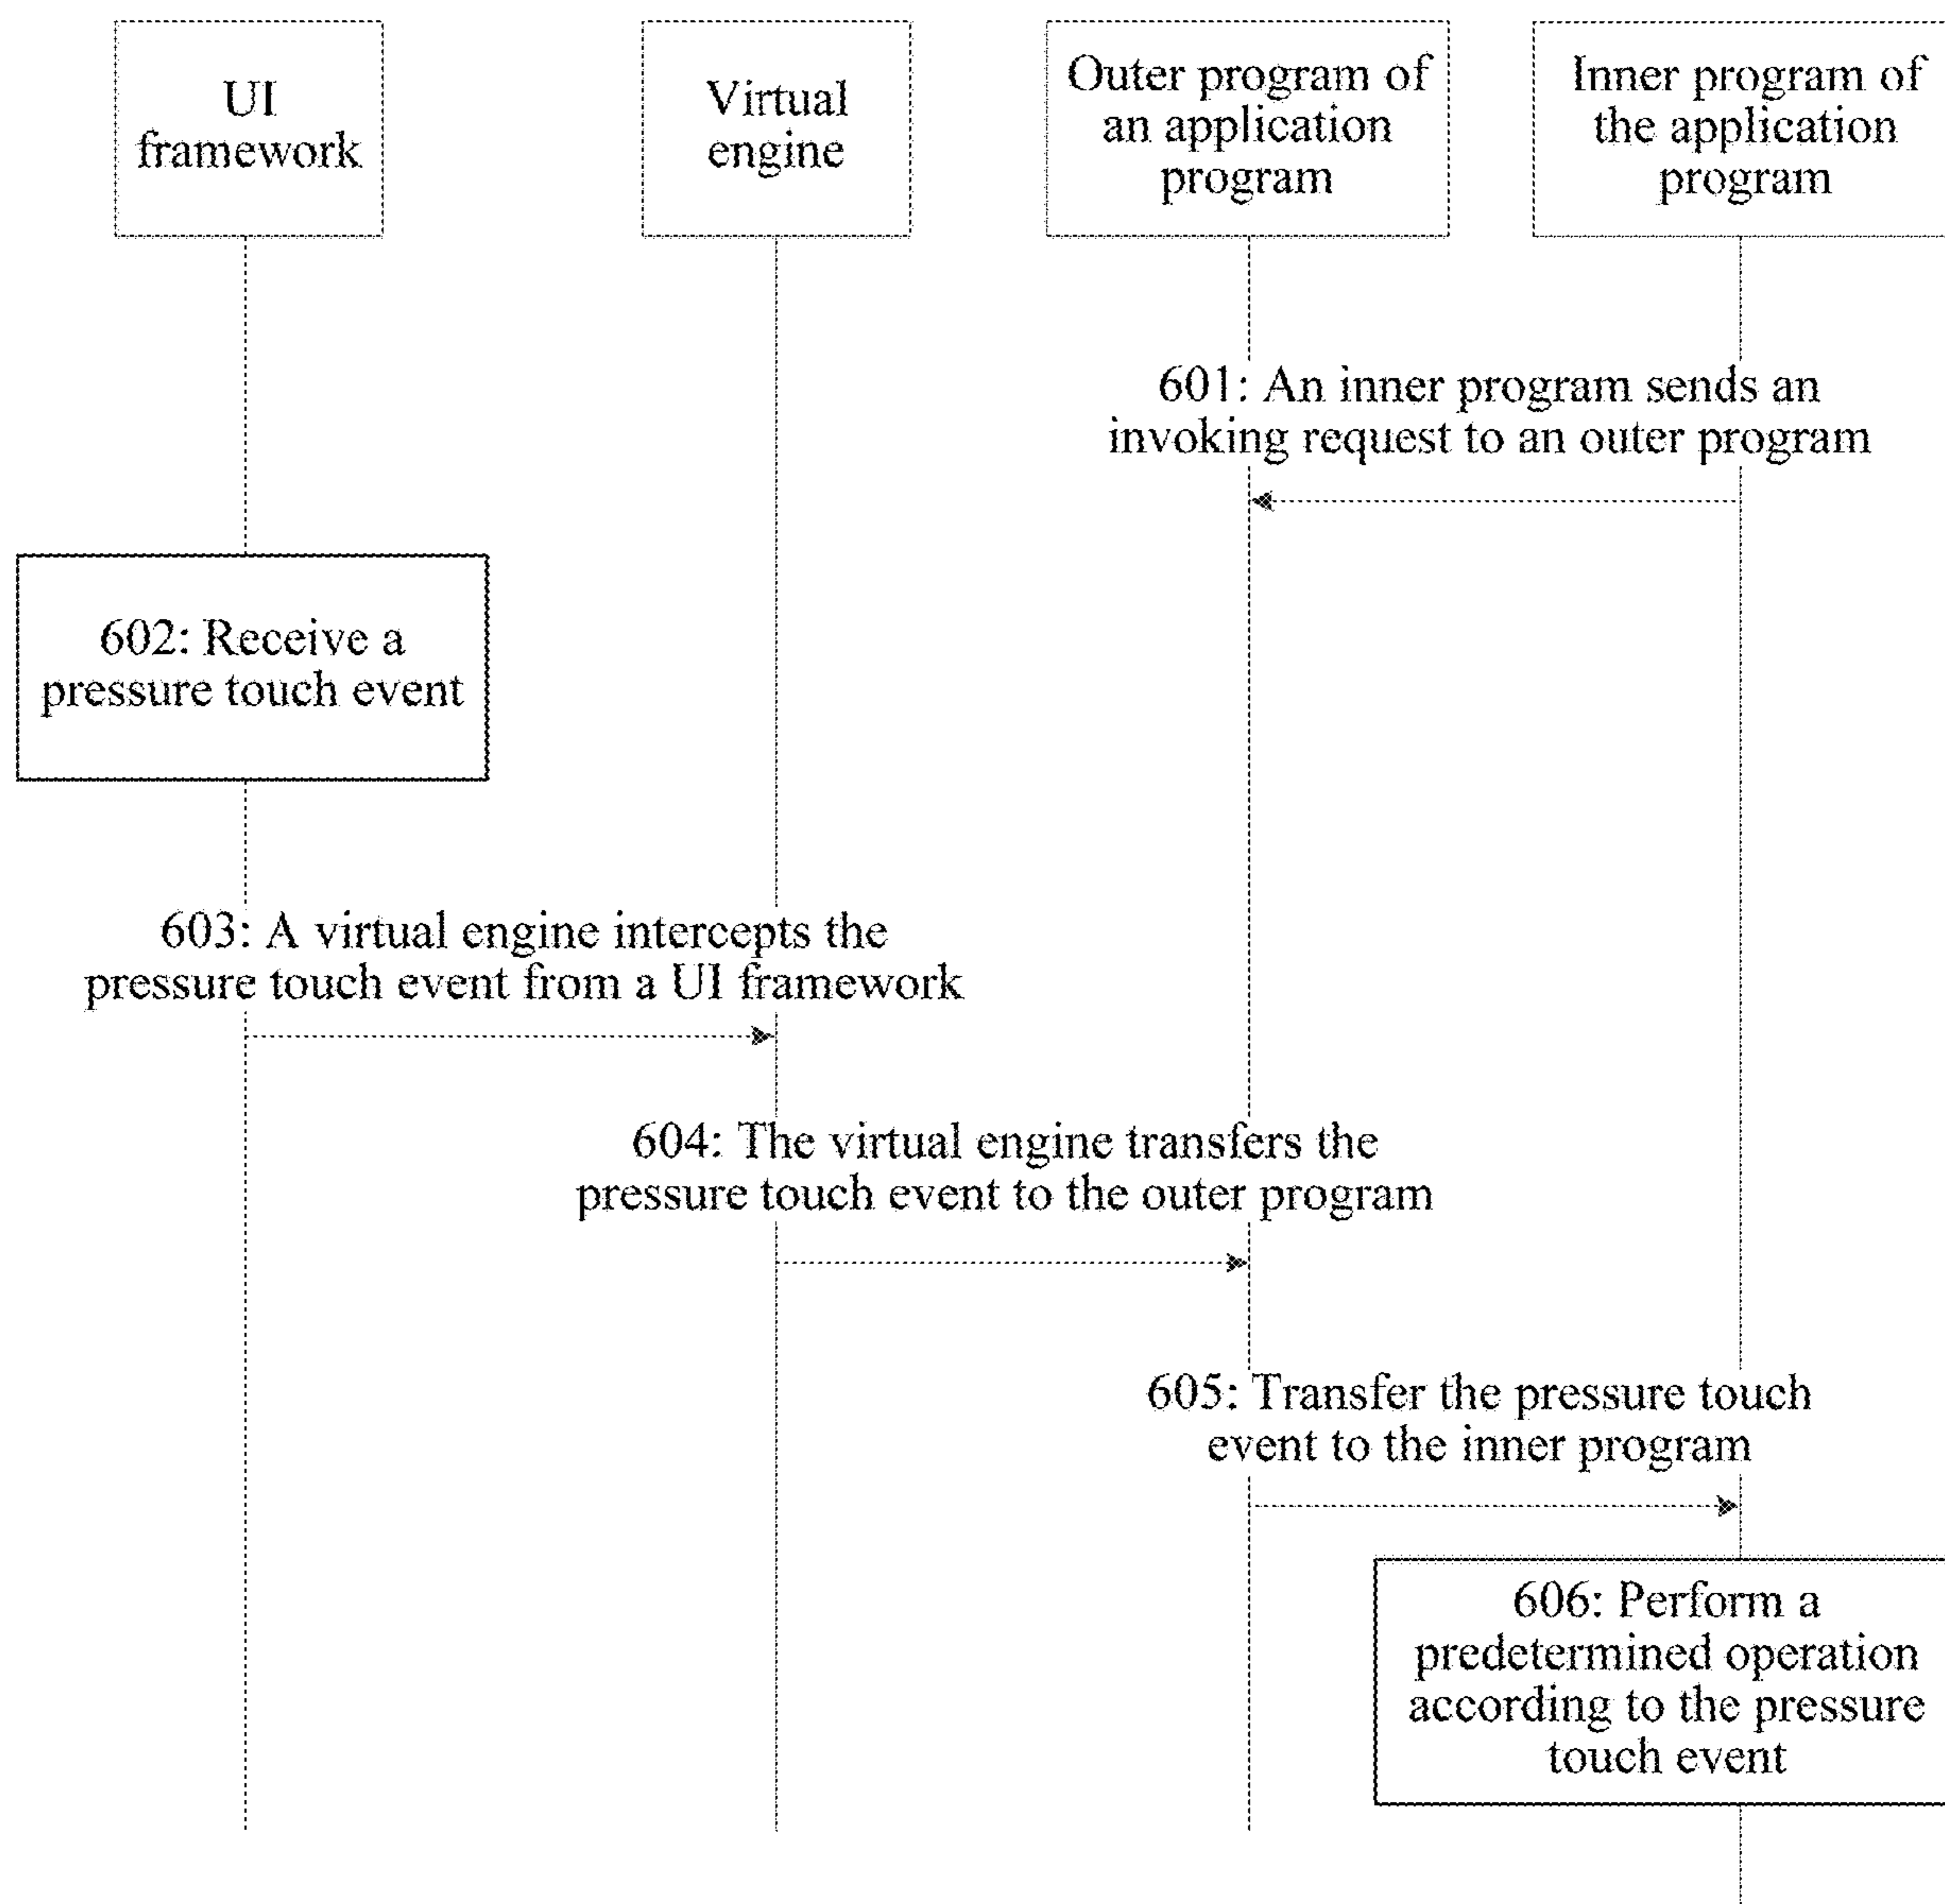 UI
framework
Virtual
engine
Outer program of
an application
program
Inner program of
the application
program
601: An inner program sends an
invoking request to an outer program
602: Receive a
pressure touch event
603: A virtual engine intercepts the
pressure touch event from a UI framework
604: The virtual engine transfers the
pressure touch event to the outer program
605: Transfer the pressure touch
event to the inner program
606: Perform a
predetermined operation
according to the pressure
touch event